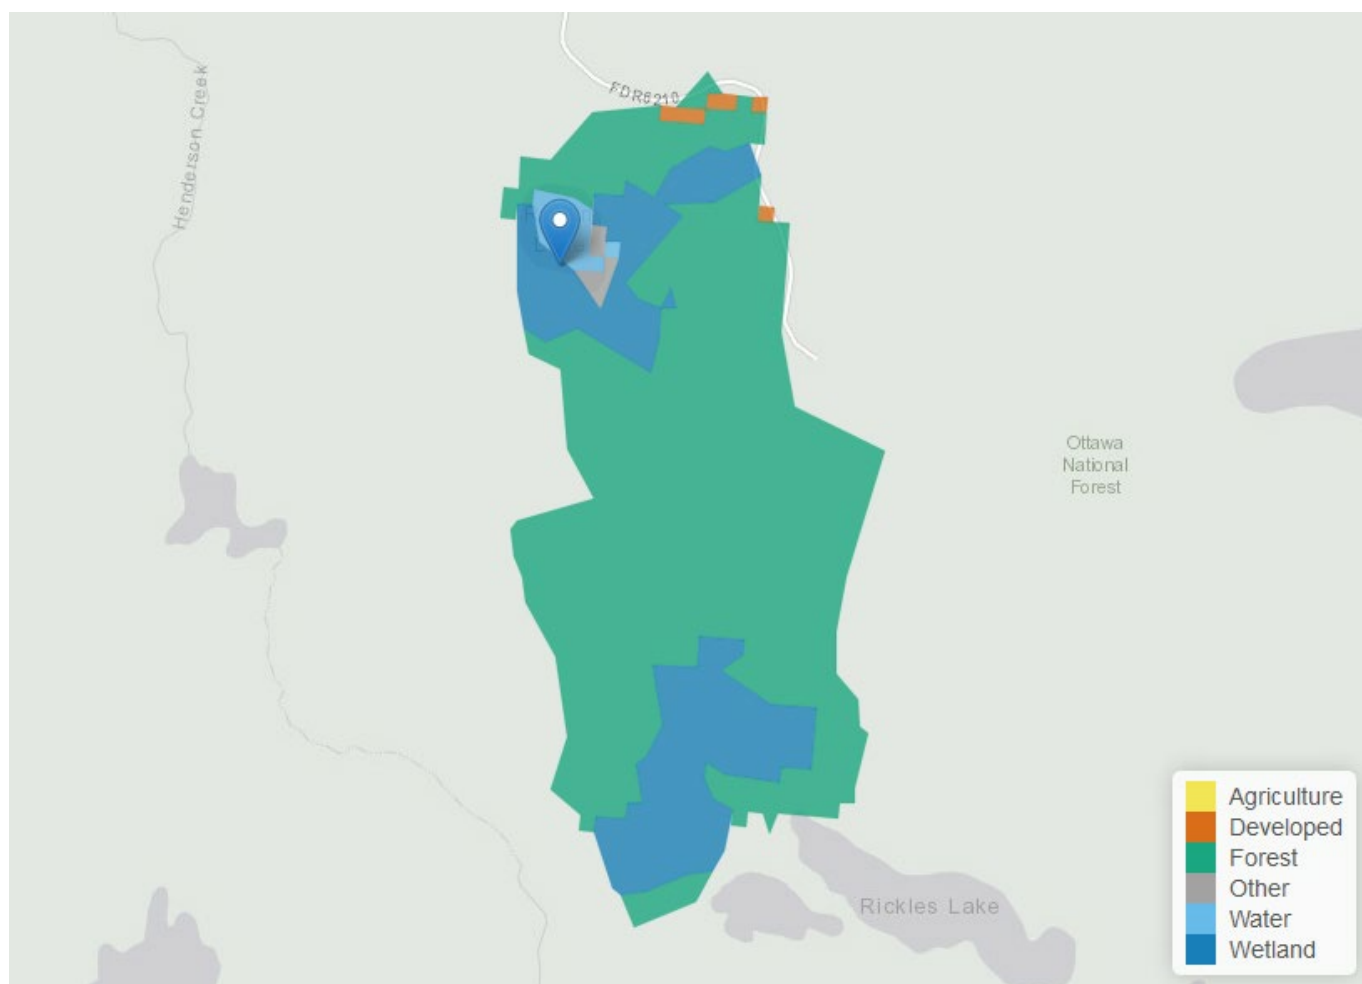 Henderson Creek
FDR6210
Ottawa
National
Forest
Rickles Lake
Agriculture
Developed
Forest
Other
Water
Wetland